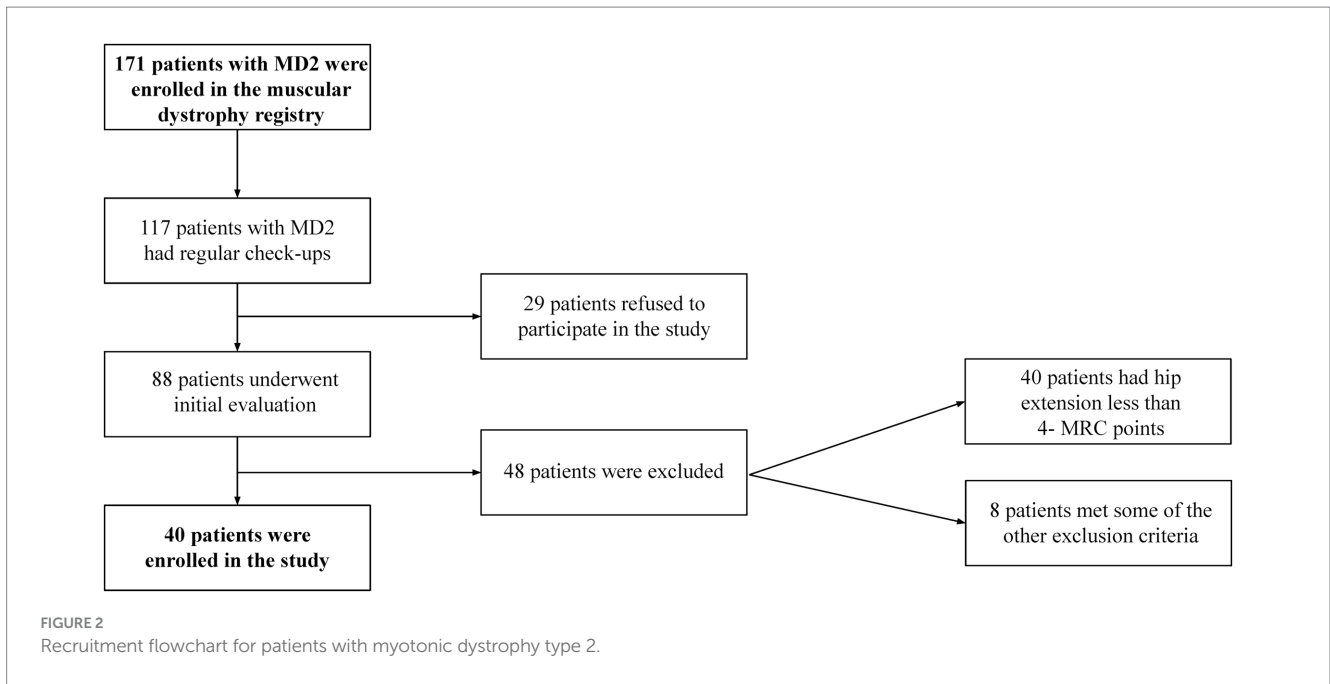 171 patients with MD2 were
enrolled in the muscular
dystrophy registry
117 patients with MD2
had regular check-ups
29 patients refused to
participate in the study
88 patients underwent
initial evaluation
40 patients had hip
extension less than
4- MRC points
48 patients were excluded
8 patients met some of the
other exclusion criteria
40 patients were
enrolled in the study
FIGURE 2
Recruitment flowchart for patients with myotonic dystrophy type 2.